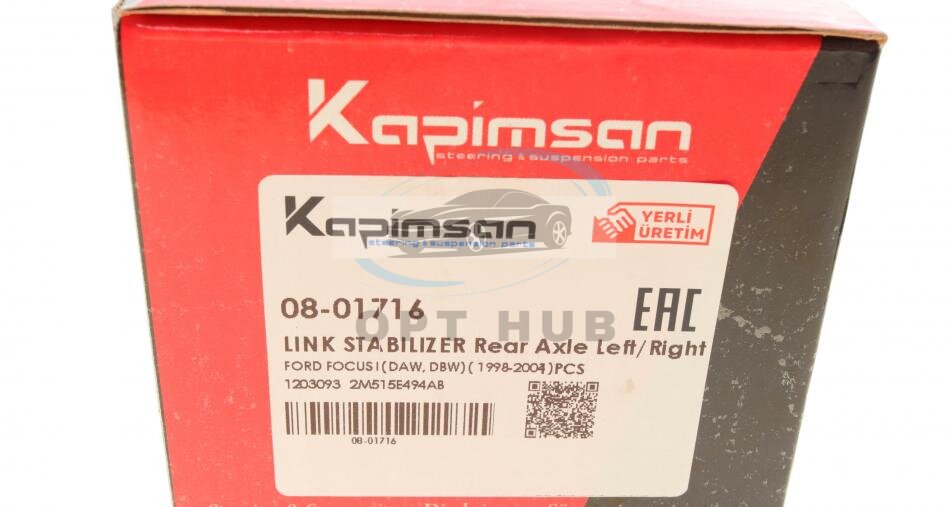 Kapimsan
steering & suspension parts
Kapimsan
steering & suspension parts
YERLİ
ÜRETİM
08-01716
EAC
OPT HUB
LINK STABILIZER Rear Axle Left/Right
FORD FOCUS I (DAW, DBW) ( 1998-2004) PCS
1203093 2M515E494AB
08-01716